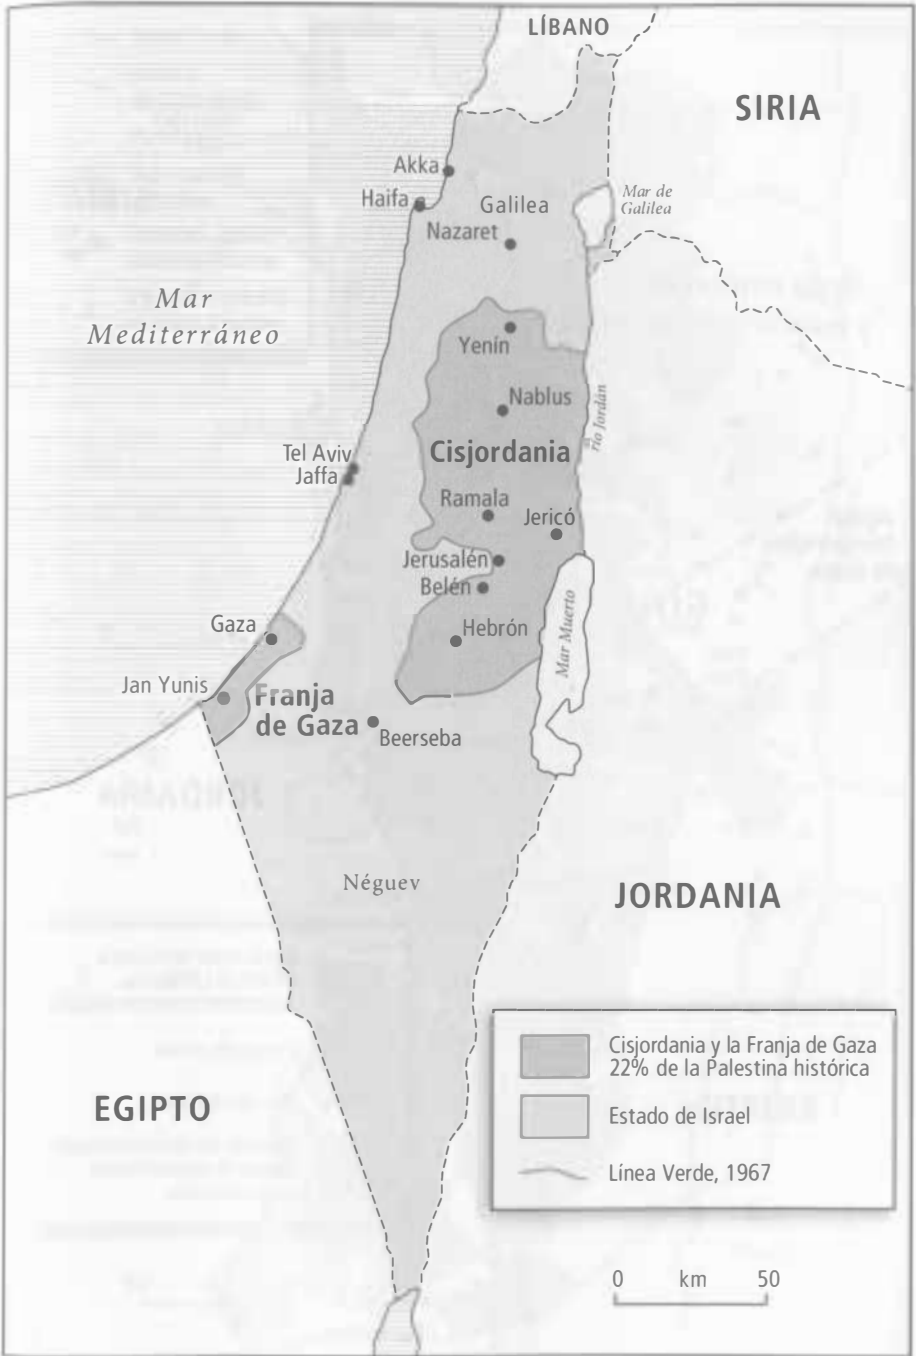 LÍBANO
SIRIA
Akka
Haifa
Galilea
Mar de
Galilea
Nazaret
Mar
Mediterráneo
Yenín
Nablus
río Jordán
Cisjordania
Tel Aviv
Jaffa
Ramala
Jericó
Jerusalén
Belén
Gaza
Hebrón
Mar Muerto
Jan Yunis
Franja
de Gaza
Beerseba
Néguev
JORDANIA
EGIPTO
Cisjordania y la Franja de Gaza
22% de la Palestina histórica
Estado de Israel
Línea Verde, 1967
0 km 50